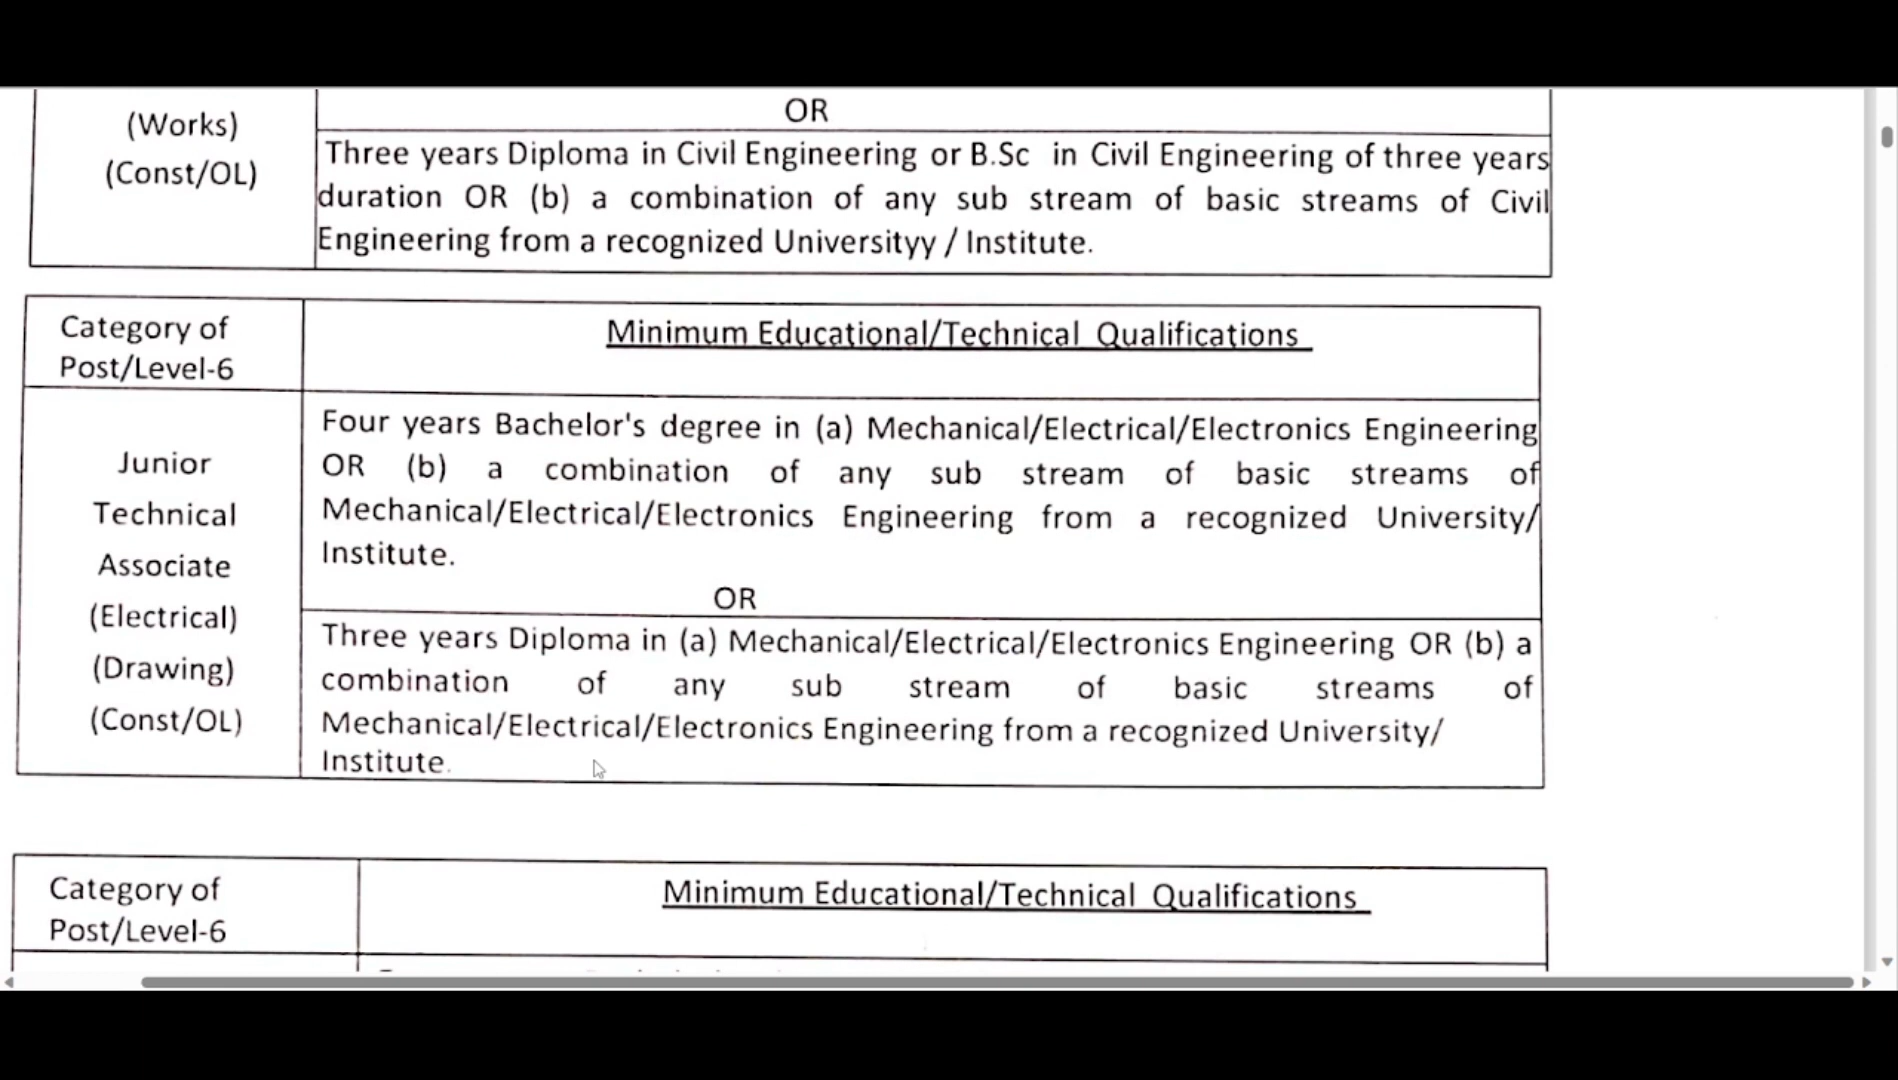 OR
(Works)
(Const/OL)
Three years Diploma in Civil Engineering or B.Sc in Civil Engineering of three years
duration OR (b) a combination of any sub stream of basic streams of Civil
Engineering from a recognized Universityy / Institute.
Category of
Post/Level-6
Minimum Educational/Technical Qualifications
Junior
Technical
Associate
(Electrical)
(Drawing)
(Const/OL)
Four years Bachelor's degree in (a) Mechanical/Electrical/Electronics Engineering
OR (b) a combination of any sub stream of basic streams of
Mechanical/Electrical/Electronics Engineering from a recognized University/
Institute.
OR
Three years Diploma in (a) Mechanical/Electrical/Electronics Engineering OR (b) a
combination of any sub stream of basic streams of
Mechanical/Electrical/Electronics Engineering from a recognized University/
Institute.
Category of
Post/Level-6
Minimum Educational/Technical Qualifications